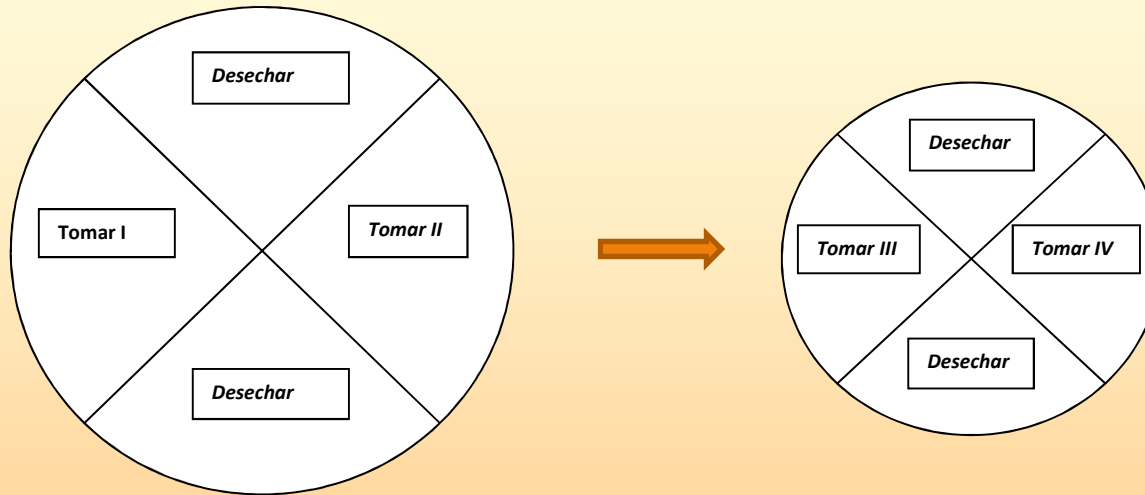 Desechar
Tomar I
Tomar II
Desechar
Desechar
Tomar III
Tomar IV
Desechar